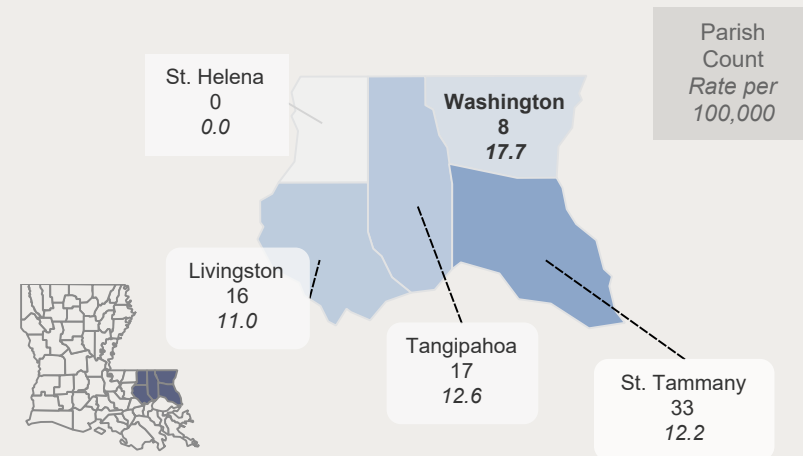 Parish
Count
Rate per
100,000
St. Helena
0
0.0
Washington
8
17.7
Livingston
16
11.0
Tangipahoa
17
12.6
St. Tammany
33
12.2